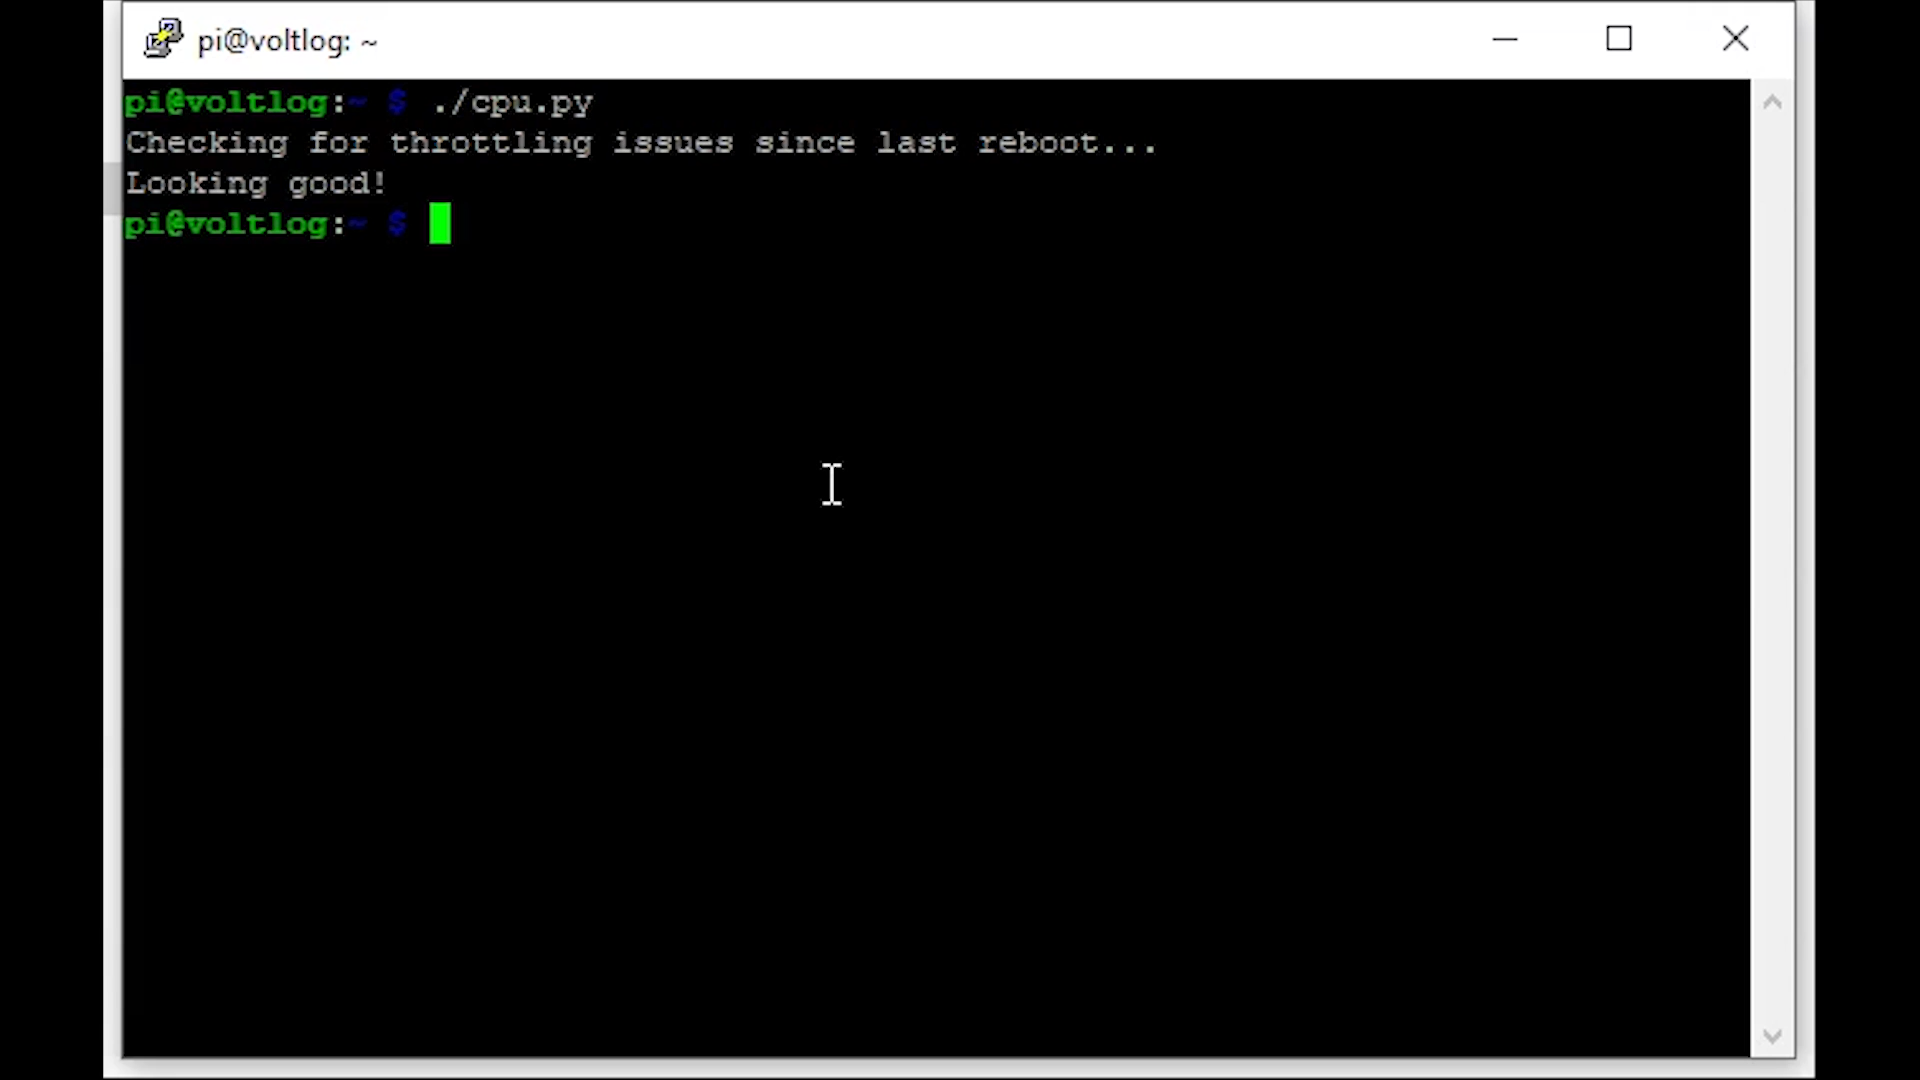 pi@voltlog: ~
pi@voltlog:~ $ ./cpu.py
Checking for throttling issues since last reboot...
Looking good!
pi@voltlog:~ $